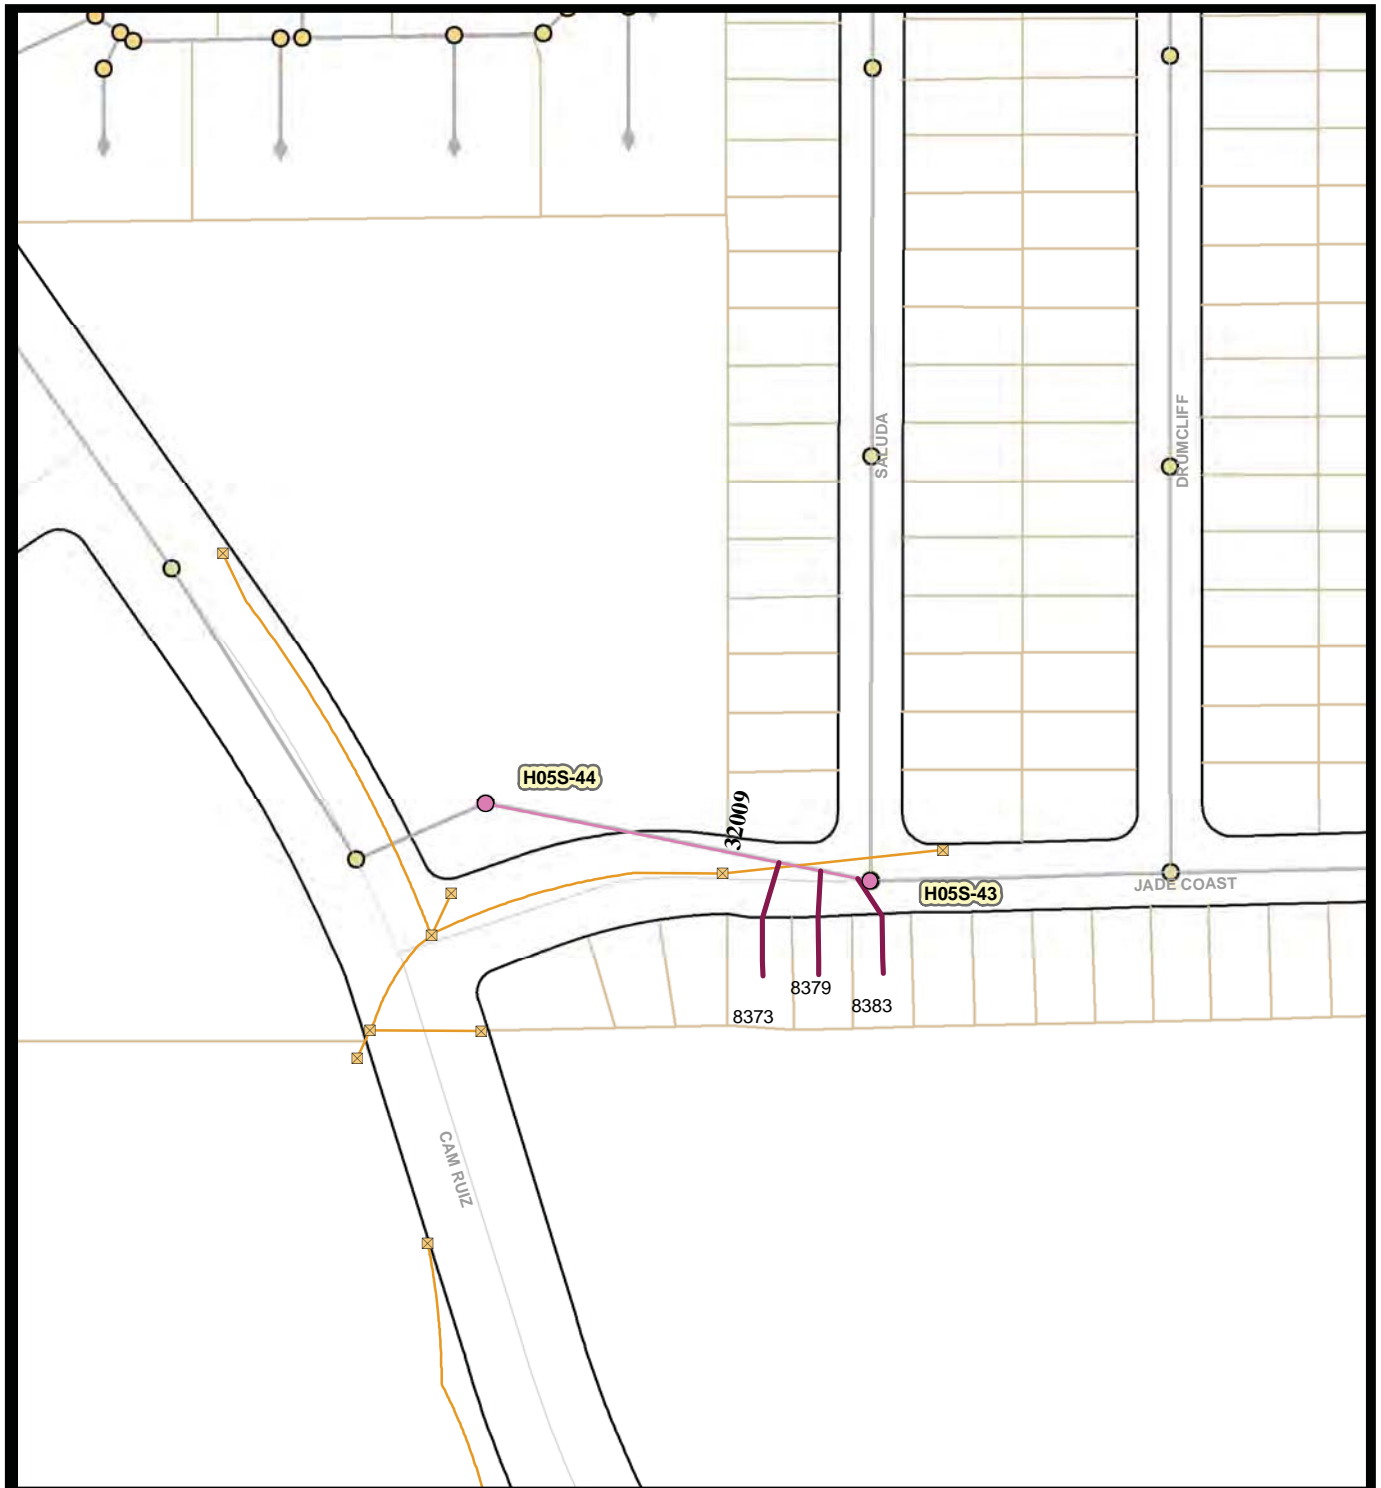 SALUDA
DRUMCLIFF
H05S-44
32009
H05S-43
JADE COAST
8379
8383
8373
CAM RUIZ